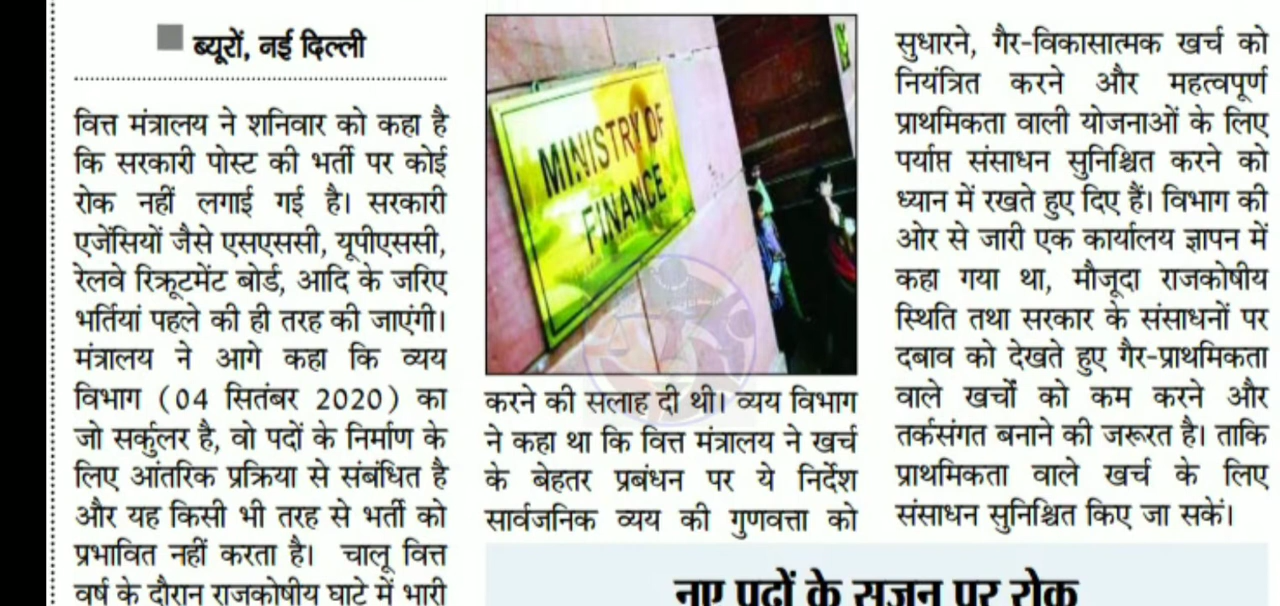 ब्यूरों, नई दिल्ली
वित्त मंत्रालय ने शनिवार को कहा है
कि सरकारी पोस्ट की भर्ती पर कोई
रोक नहीं लगाई गई है। सरकारी
एजेंसियों जैसे एसएससी, यूपीएससी,
रेलवे रिक्रूटमेंट बोर्ड, आदि के जरिए
भर्तियां पहले की ही तरह की जाएंगी।
मंत्रालय ने आगे कहा कि व्यय
विभाग (04 सितंबर 2020) का
जो सर्कुलर है, वो पदों के निर्माण के
लिए आंतरिक प्रक्रिया से संबंधित है
और यह किसी भी तरह से भर्ती को
प्रभावित नहीं करता है। चालू वित्त
वर्ष के दौरान राजकोषीय घाटे में भारी
MINISTRY OF
FINANCE
करने की सलाह दी थी। व्यय विभाग
ने कहा था कि वित्त मंत्रालय ने खर्च
के बेहतर प्रबंधन पर ये निर्देश
सार्वजनिक व्यय की गुणवत्ता को
सुधारने, गैर-विकासात्मक खर्च को
नियंत्रित करने और महत्वपूर्ण
प्राथमिकता वाली योजनाओं के लिए
पर्याप्त संसाधन सुनिश्चित करने को
ध्यान में रखते हुए दिए हैं। विभाग की
ओर से जारी एक कार्यालय ज्ञापन में
कहा गया था, मौजूदा राजकोषीय
स्थिति तथा सरकार के संसाधनों पर
दबाव को देखते हुए गैर-प्राथमिकता
वाले खर्चों को कम करने और
तर्कसंगत बनाने की जरूरत है। ताकि
प्राथमिकता वाले खर्च के लिए
संसाधन सुनिश्चित किए जा सकें।
नए पदों के सृजन पर रोक